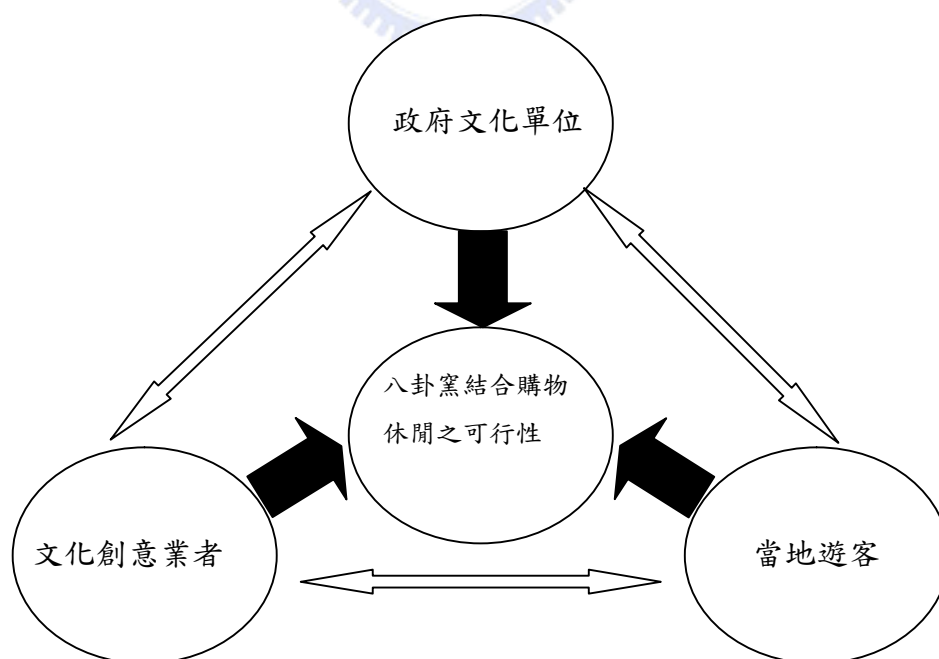 政府文化單位
八卦窯結合購物
休閒之可行性
文化創意業者
當地遊客